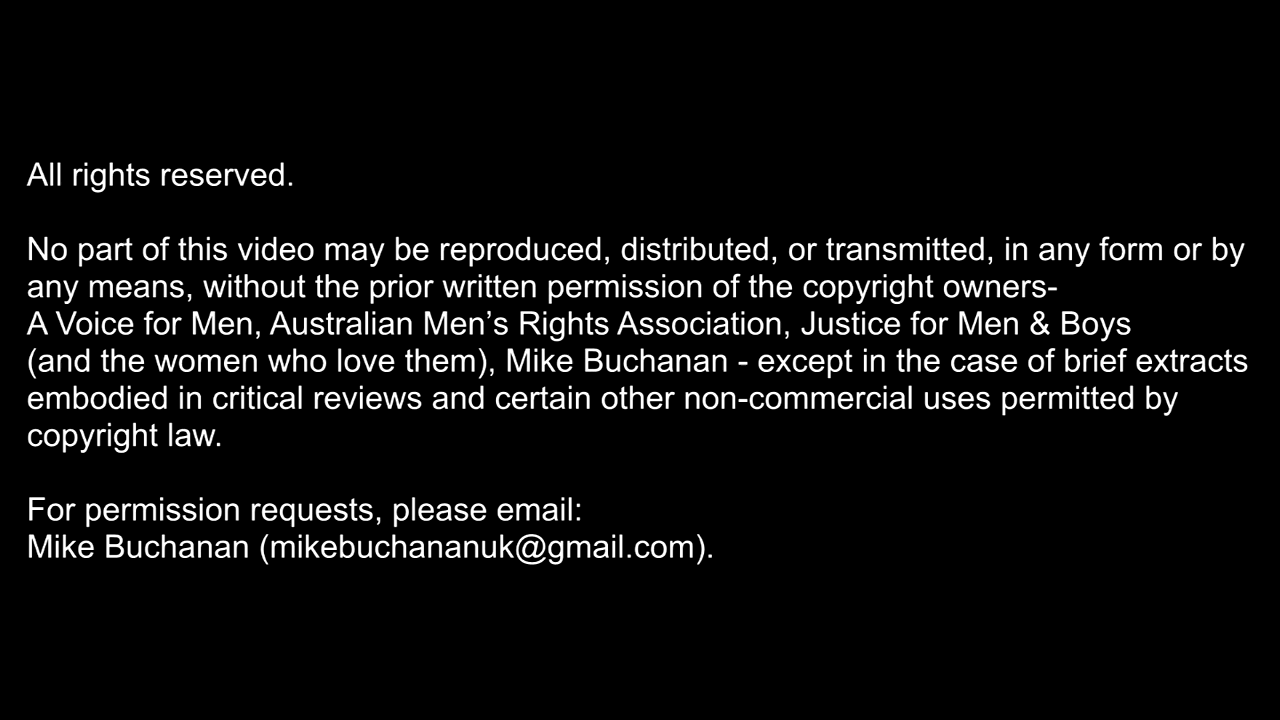 All rights reserved.
No part of this video may be reproduced, distributed, or transmitted, in any form or by
any means, without the prior written permission of the copyright owners-
A Voice for Men, Australian Men’s Rights Association, Justice for Men & Boys
(and the women who love them), Mike Buchanan - except in the case of brief extracts
embodied in critical reviews and certain other non-commercial uses permitted by
copyright law.
For permission requests, please email:
Mike Buchanan (mikebuchananuk@gmail.com).